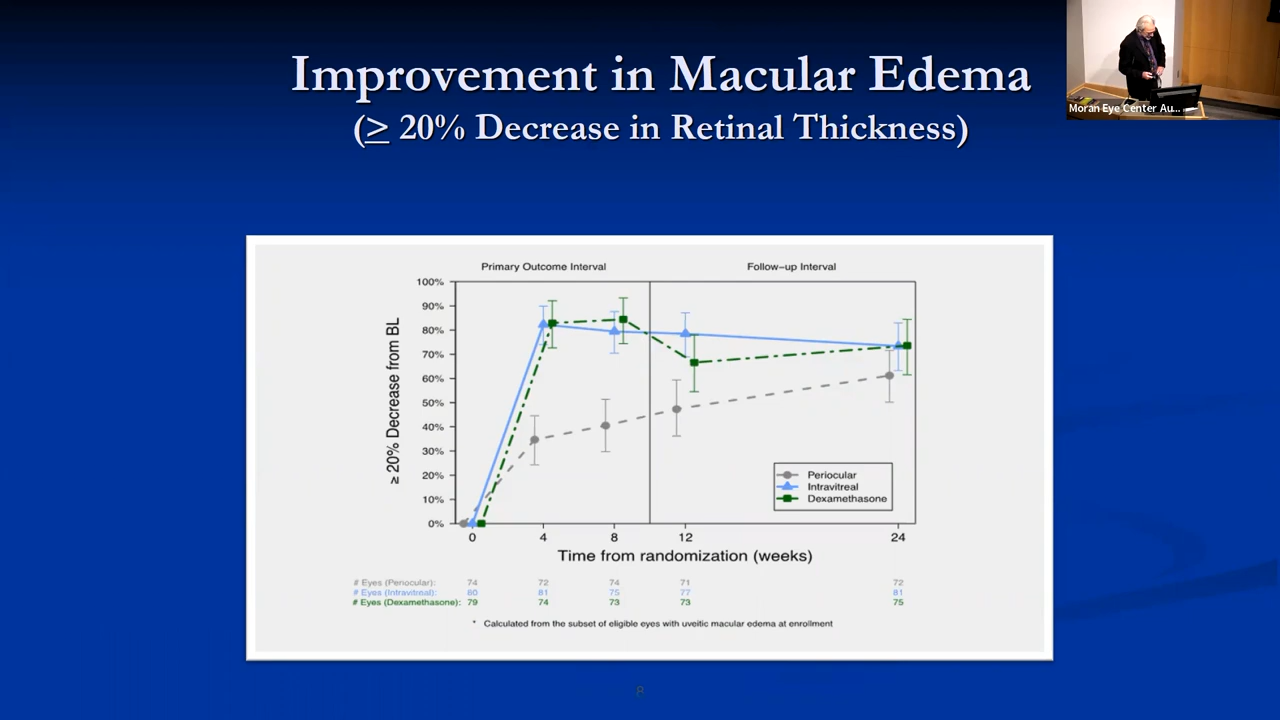 Improvement in Macular Edema
(≥ 20% Decrease in Retinal Thickness)
Moran Eye Center Au...
Primary Outcome Interval
Follow-up Interval
100%
90%
80%
70%
60%
50%
40%
30%
20%
10%
0%
≥ 20% Decrease from BL
Periocular
Intravitreal
Dexamethasone
0 4 8 12 24
Time from randomization (weeks)
# Eyes (Periocular): 74 72 74 71 72
# Eyes (Intravitreal): 80 81 75 77 81
# Eyes (Dexamethasone): 79 74 73 73 75
* Calculated from the subset of eligible eyes with uveitic macular edema at enrollment
8